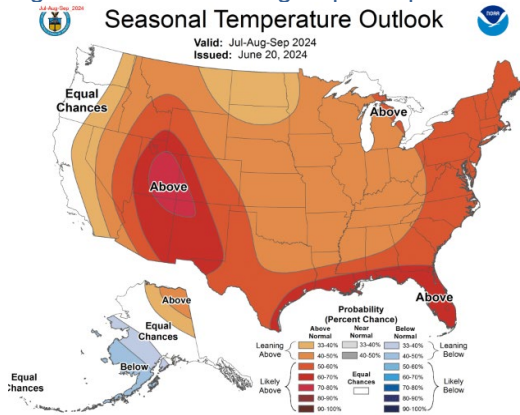 Jul-Aug-Sep 2024
Seasonal Temperature Outlook
Valid: Jul-Aug-Sep 2024
Issued: June 20, 2024
NOAA
Equal
Chances
Above
Above
Above
Above
Equal
Chances
Below
Equal
Chances
Probability
(Percent Chance)
Above
Normal
Near
Normal
Below
Normal
Leaning
Above
33-40%
40-50%
33-40%
40-50%
33-40%
40-50%
Leaning
Below
Likely
Above
50-60%
60-70%
70-80%
80-90%
90-100%
Equal
Chances
50-60%
60-70%
70-80%
80-90%
90-100%
Likely
Below